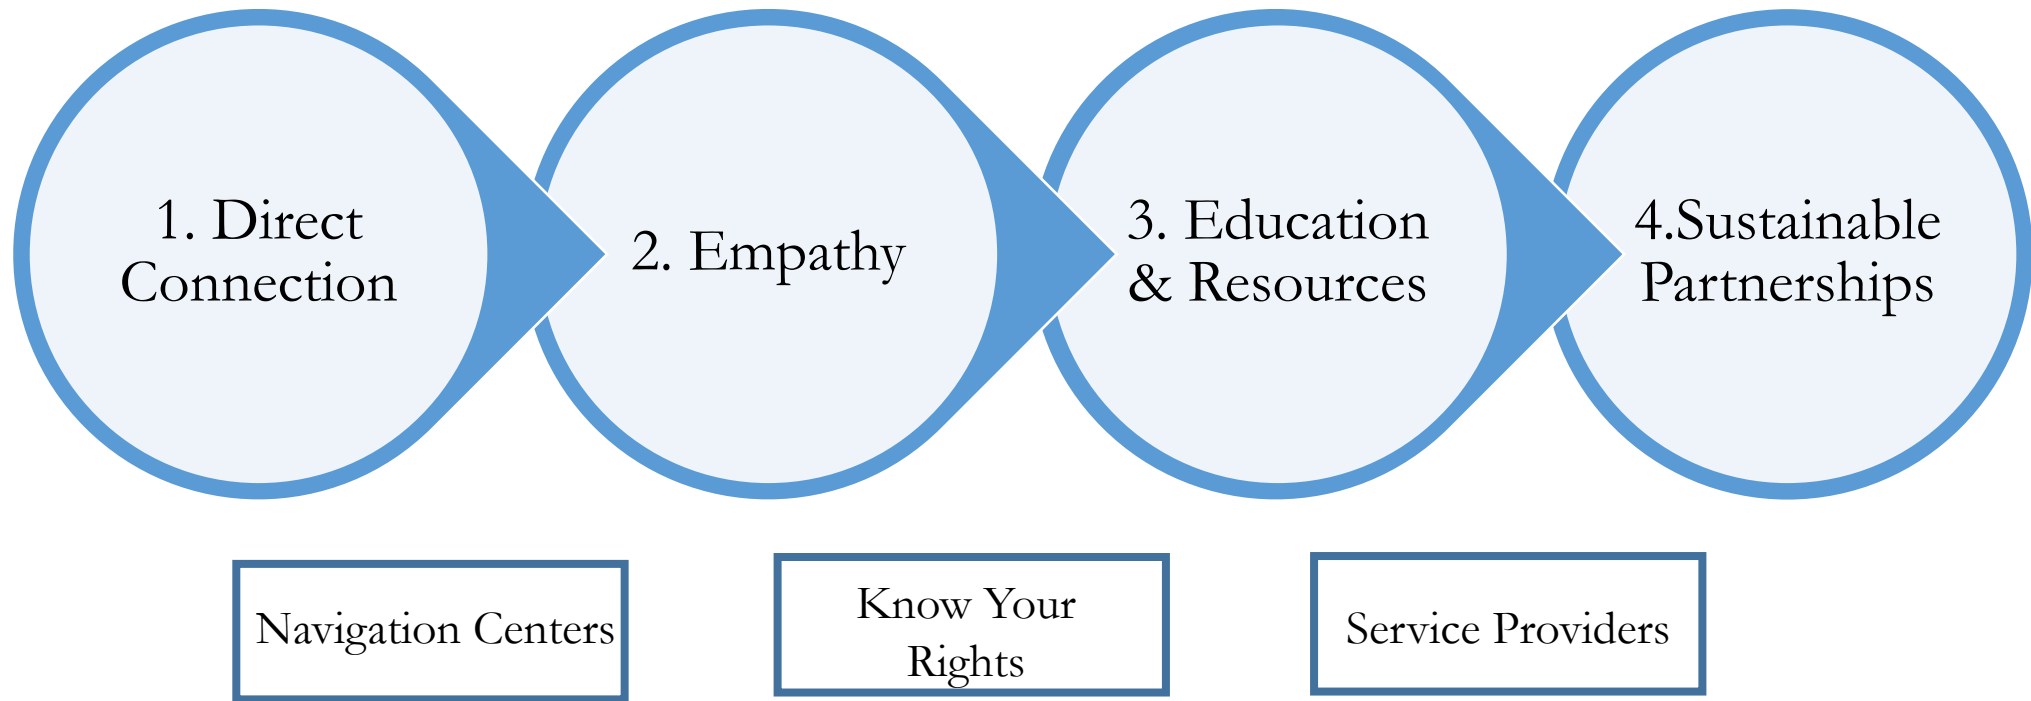 1. Direct
Connection
2. Empathy
3. Education
& Resources
4.Sustainable
Partnerships
Navigation Centers
Know Your
Rights
Service Providers